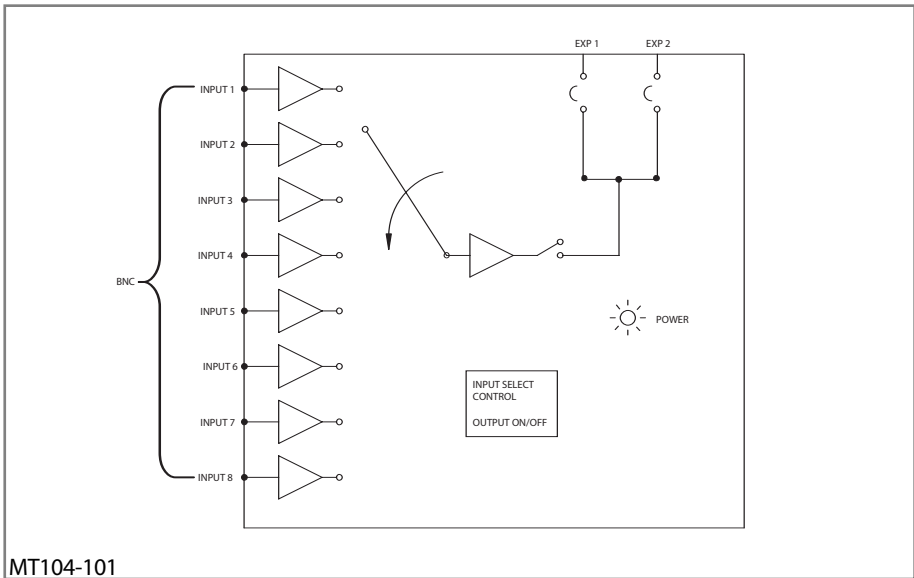 EXP 1 EXP 2
INPUT 1
INPUT 2
INPUT 3
INPUT 4
BNC
INPUT 5
POWER
INPUT 6
INPUT SELECT
CONTROL
OUTPUT ON/OFF
INPUT 7
INPUT 8
MT104-101